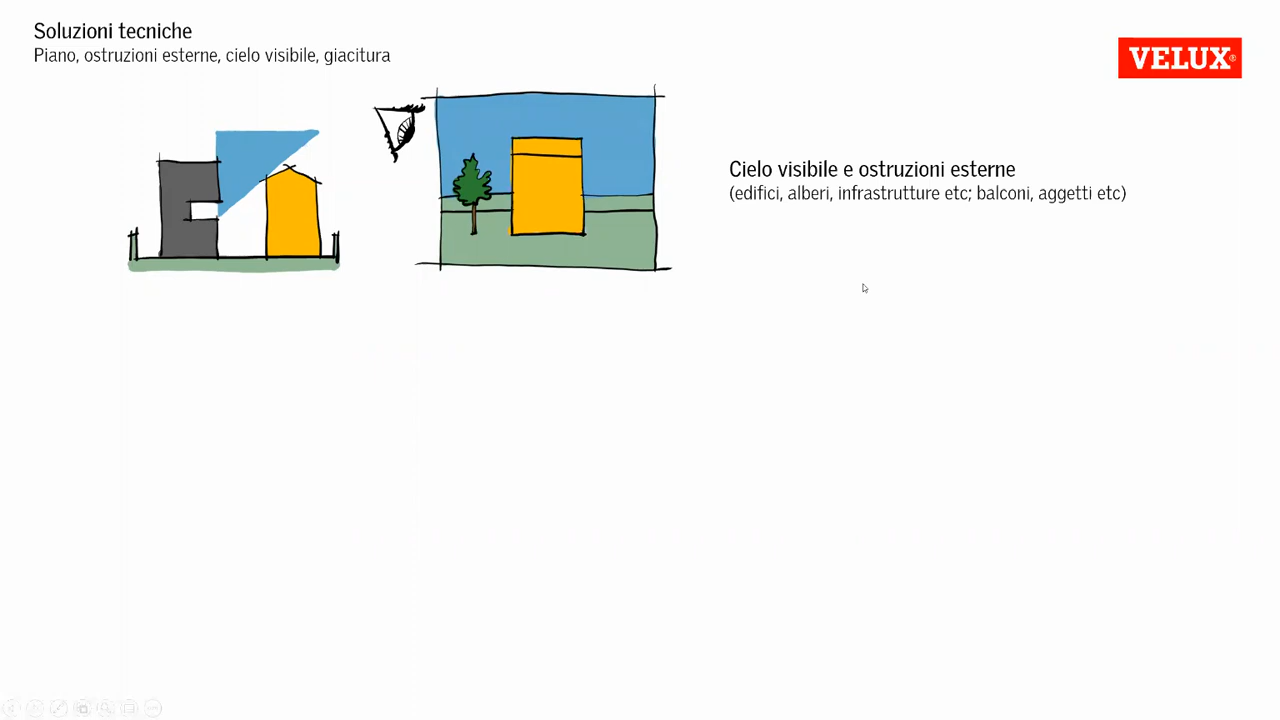 Soluzioni tecniche
Piano, ostruzioni esterne, cielo visibile, giacitura
VELUX®
Cielo visibile e ostruzioni esterne
(edifici, alberi, infrastrutture etc; balconi, aggetti etc)